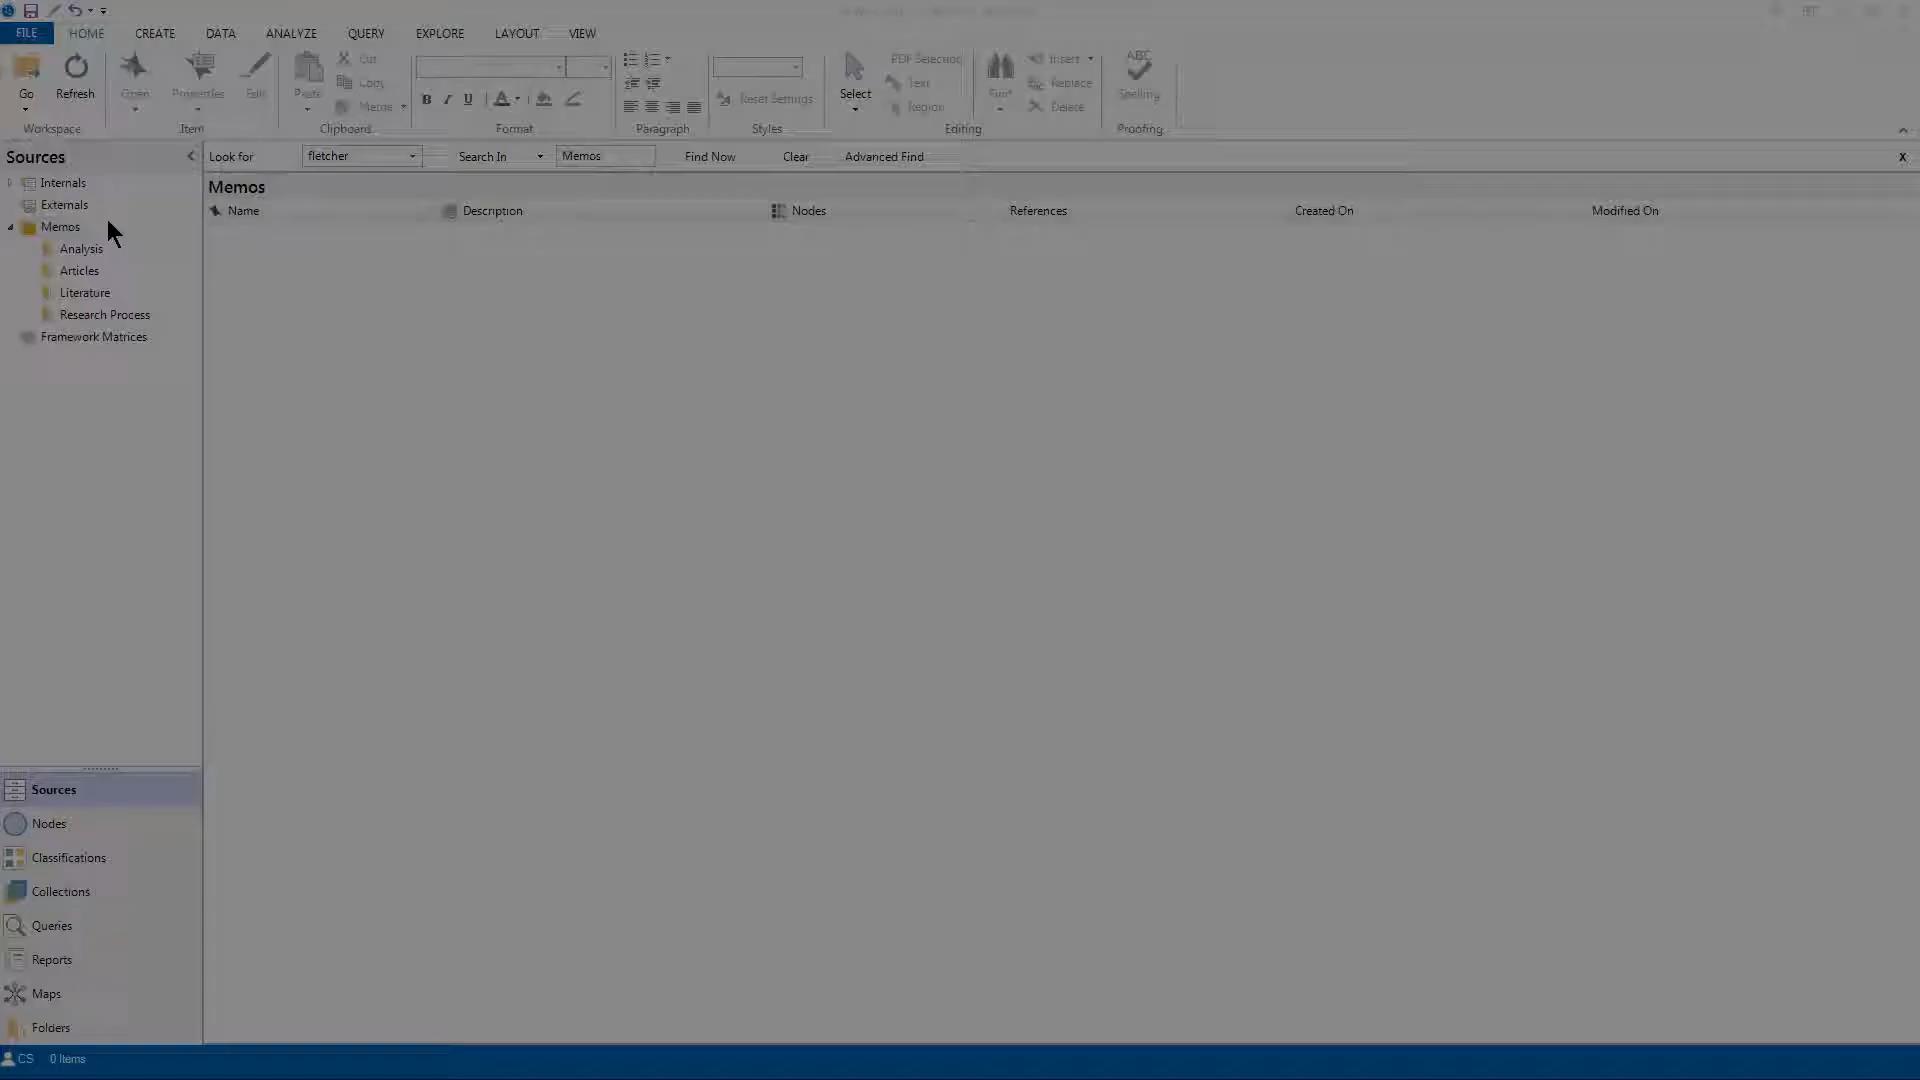 FILE HOME CREATE DATA ANALYZE QUERY EXPLORE LAYOUT VIEW
Go Refresh Open Properties Edit Paste Cut Copy Merge
B I U A Reset Settings Select PDF Selection Text Region Find Insert Replace Delete ABC Spelling
Workspace Item Clipboard Format Paragraph Styles Editing Proofing
Sources
Look for fletcher Search In Memos Find Now Clear Advanced Find x
Internals
Externals
Memos
Analysis
Articles
Literature
Research Process
Framework Matrices
Memos
Name Description Nodes References Created On Modified On
Sources
Nodes
Classifications
Collections
Queries
Reports
Maps
Folders
CS 0 Items